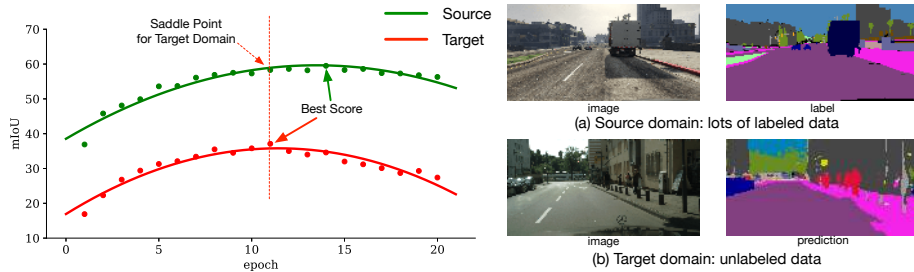 Saddle Point
for Target Domain
Source
Target
Best Score
mIoU
70
60
50
40
30
20
10
0
5
10
15
20
epoch
image
label
(a) Source domain: lots of labeled data
image
prediction
(b) Target domain: unlabeled data